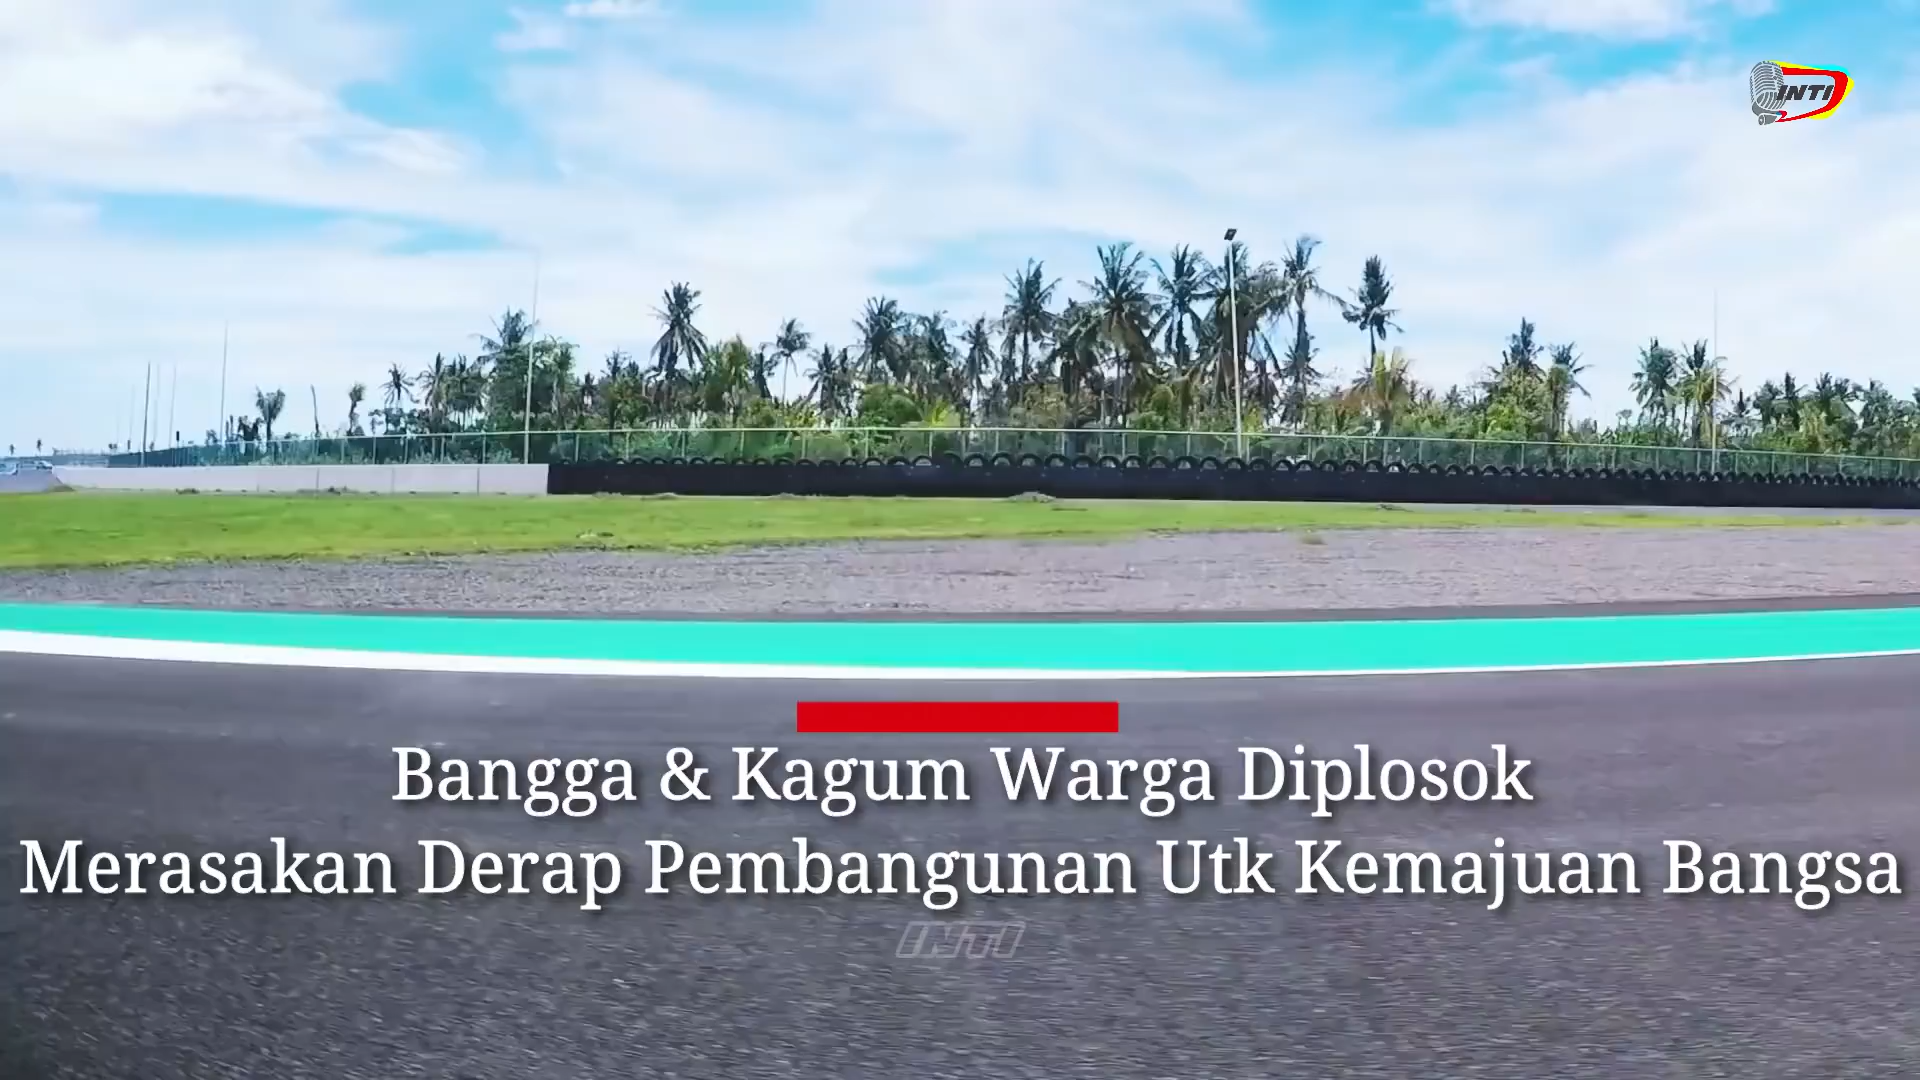 INTI
Bangga & Kagum Warga Diplosok
Merasakan Derap Pembangunan Utk Kemajuan Bangsa
INTI